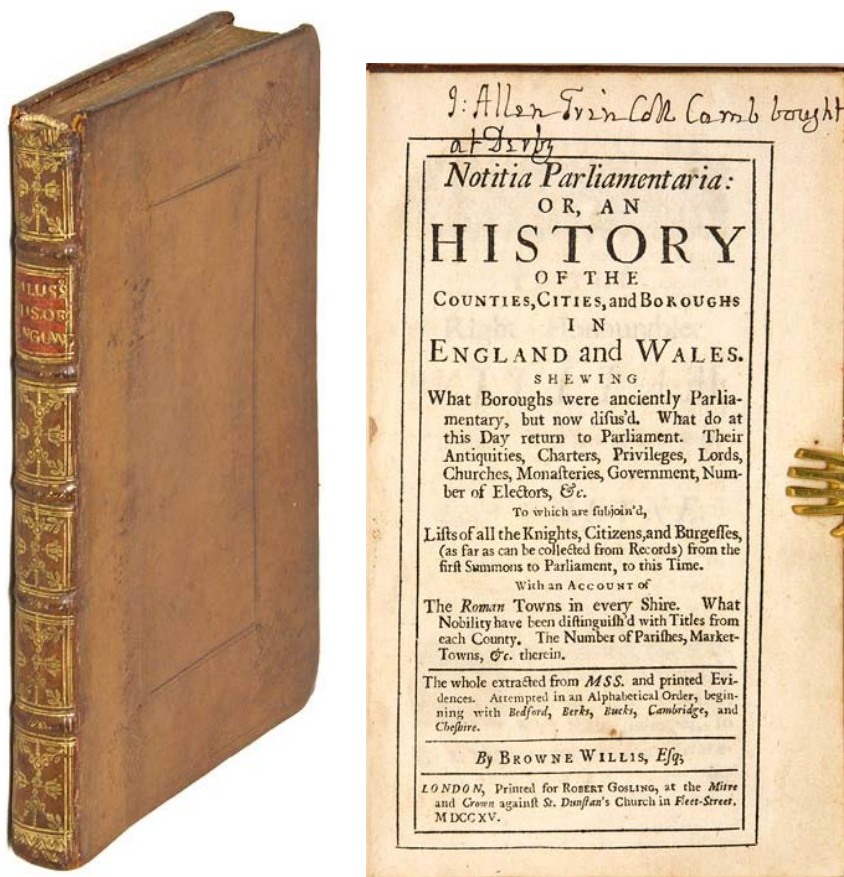 J: Allen Trin Coll Camb bought
at Derby
Notitia Parliamentaria:
OR, AN
HISTORY
OF THE
COUNTIES, CITIES, and BOROUGHS
IN
ENGLAND and WALES.
SHEWING
What Boroughs were anciently Parlia-
mentary, but now diſus'd. What do at
this Day return to Parliament. Their
Antiquities, Charters, Privileges, Lords,
Churches, Monaſteries, Government, Num-
ber of Electors, &c.
To which are ſubjoin'd,
Liſts of all the Knights, Citizens, and Burgeſſes,
(as far as can be collected from Records) from the
firſt Summons to Parliament, to this Time.
With an ACCOUNT of
The Roman Towns in every Shire. What
Nobility have been diſtinguiſh'd with Titles from
each County. The Number of Pariſhes, Market-
Towns, &c. therein.
The whole extracted from MSS. and printed Evi-
dences. Attempted in an Alphabetical Order, begin-
ning with Bedford, Berks, Bucks, Cambridge, and
Cheſhire.
By BROWNE WILLIS, Eſq;
LONDON, Printed for ROBERT GOSLING, at the Mitre
and Crown againſt St. Dunſtan's Church in Fleet-Street.
MDCCXV.